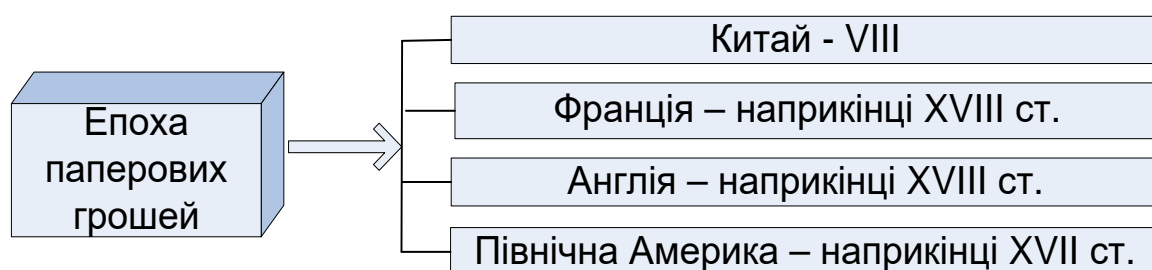 Епоха
паперових
грошей
Китай - VIII
Франція – наприкінці XVIII ст.
Англія – наприкінці XVIII ст.
Північна Америка – наприкінці XVII ст.